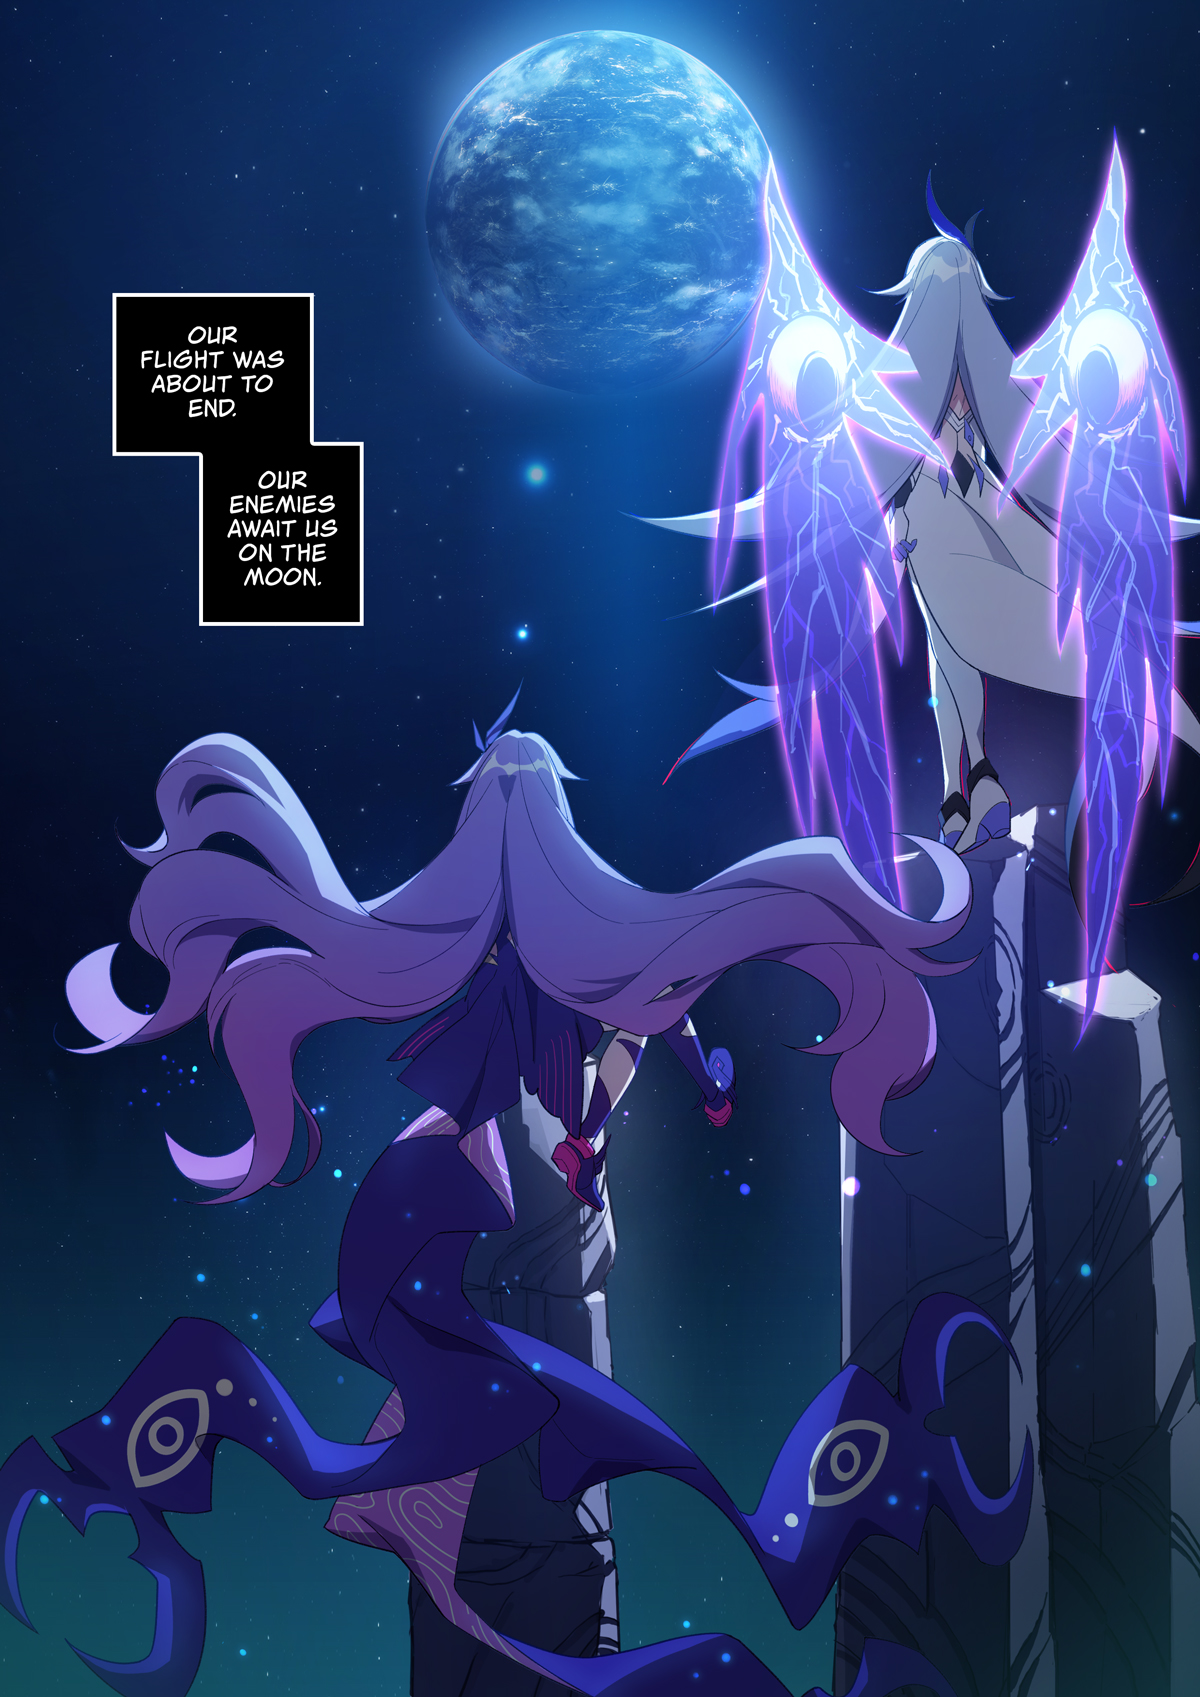 OUR
FLIGHT WAS
ABOUT TO
END.
OUR
ENEMIES
AWAIT US
ON THE
MOON.